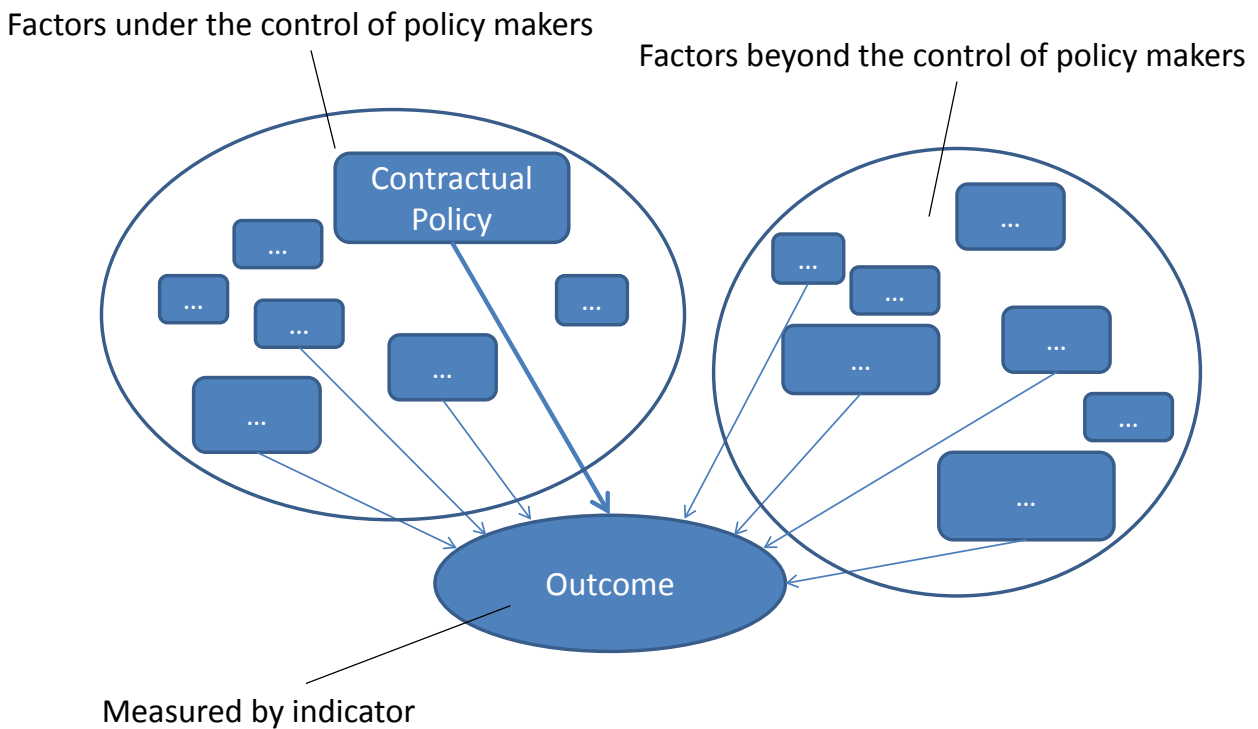 Factors under the control of policy makers
Factors beyond the control of policy makers
Contractual
Policy
...
...
...
...
...
...
...
...
...
...
...
...
...
Outcome
Measured by indicator